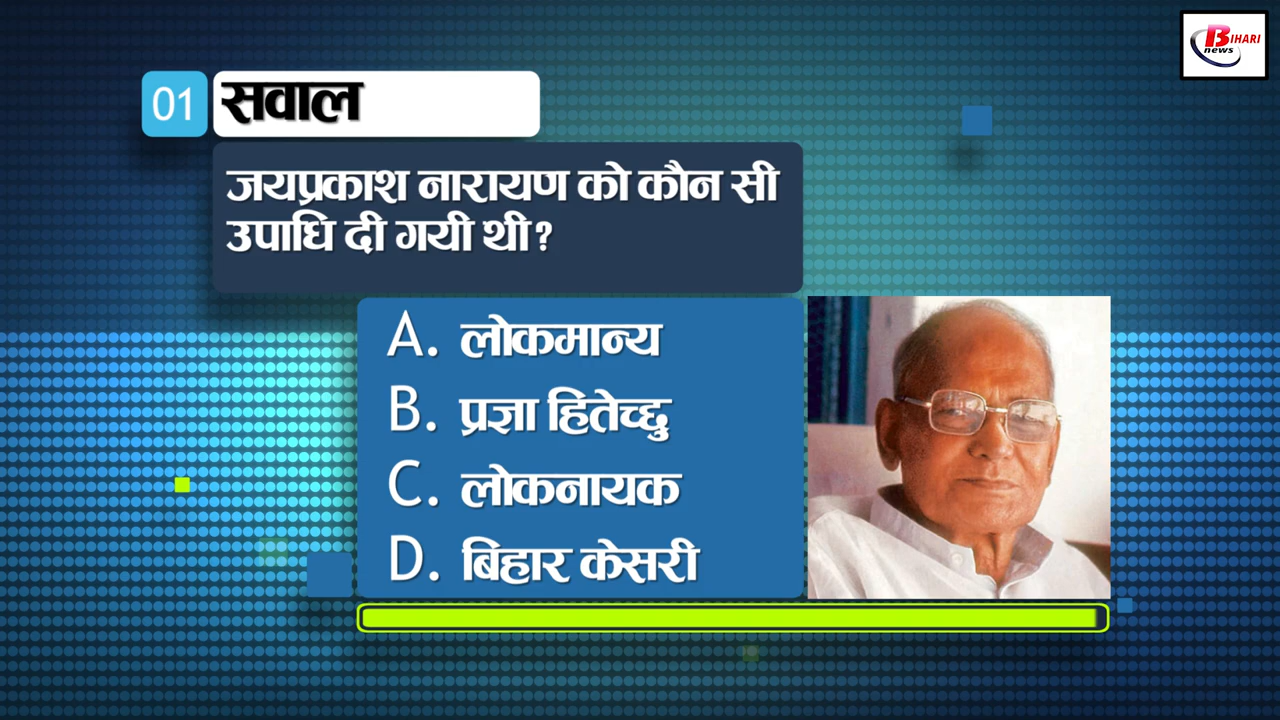 BIHARI
news
01 सवाल
जयप्रकाश नारायण को कौन सी
उपाधि दी गयी थी?
A. लोकमान्य
B. प्रज्ञा हितेच्छु
C. लोकनायक
D. बिहार केसरी